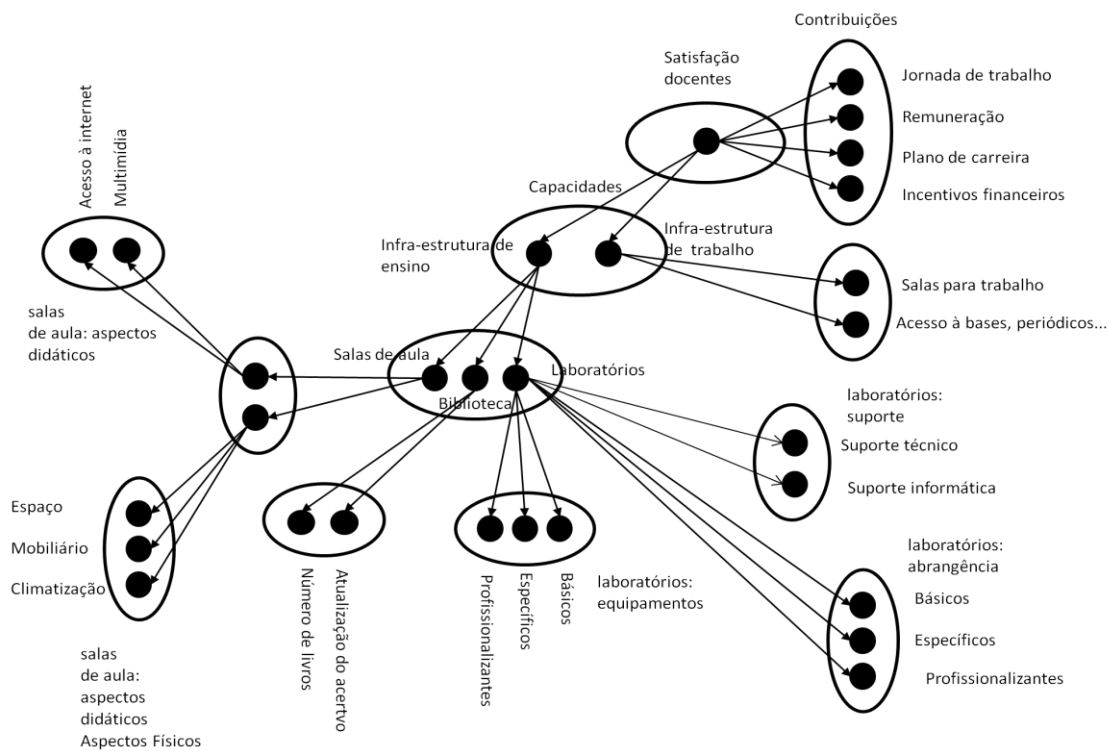 Contribuições
Satisfação
docentes
Jornada de trabalho
Remuneração
Plano de carreira
Incentivos financeiros
Acesso à internet
Multimídia
Capacidades
Infra-estrutura de
ensino
Infra-estrutura
de trabalho
Salas para trabalho
Acesso à bases, periódicos...
salas
de aula: aspectos
didáticos
Salas de aula
Biblioteca
Laboratórios
laboratórios:
suporte
Suporte técnico
Suporte informática
Espaço
Mobiliário
Climatização
Número de livros
Atualização do acertvo
Profissionalizantes
Específicos
Básicos
laboratórios:
equipamentos
laboratórios:
abrangência
Básicos
Específicos
Profissionalizantes
salas
de aula:
aspectos
didáticos
Aspectos Físicos